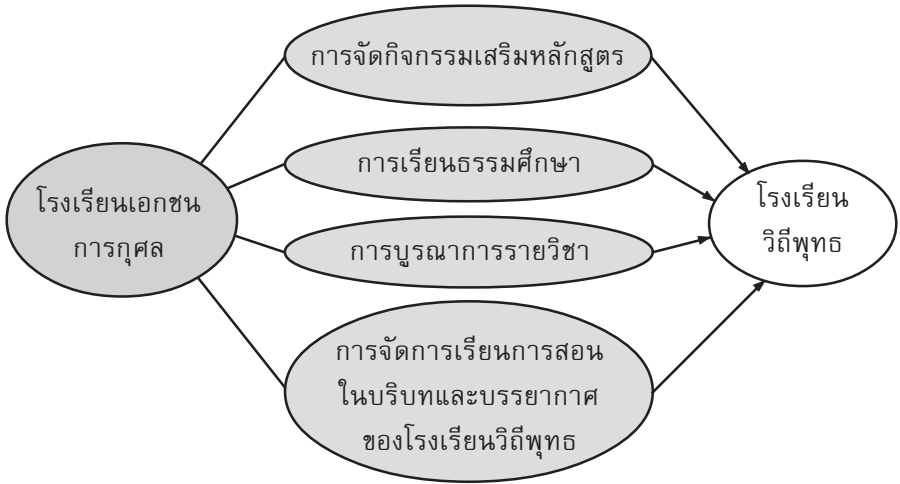 การจัดกิจกรรมเสริมหลักสูตร
การเรียนธรรมศึกษา
โรงเรียนเอกชน
การกุศล
การบูรณาการรายวิชา
การจัดการเรียนการสอน
ในบริบทและบรรยากาศ
ของโรงเรียนวิถีพุทธ
โรงเรียน
วิถีพุทธ